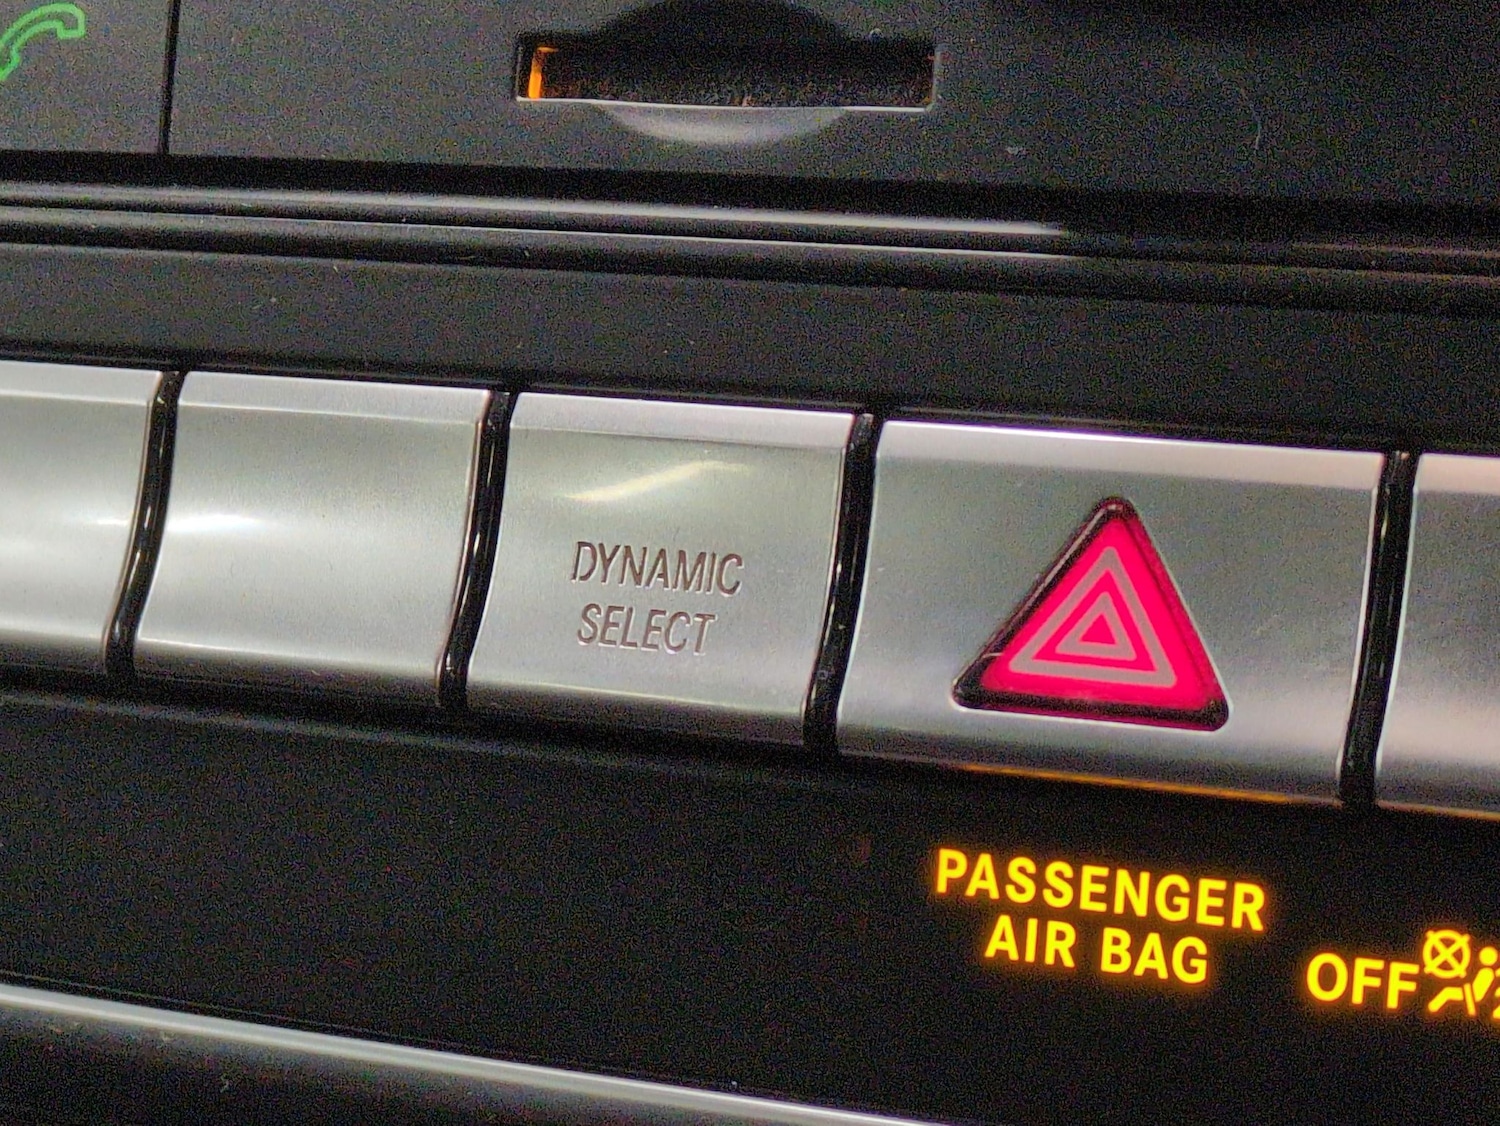 DYNAMIC
SELECT
PASSENGER
AIR BAG
OFF